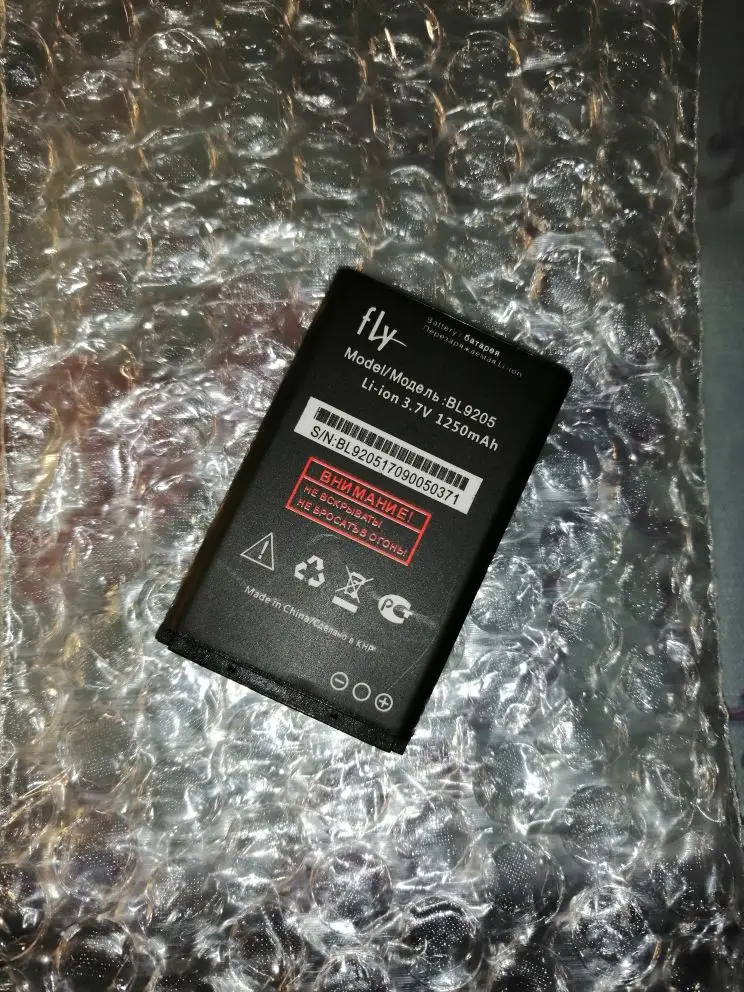 fly
Battery / батарея
Перезаряжаемая Li-ion
Model/Модель :BL9205
Li-ion 3.7V 1250mAh
S/N:BL920517090050371
ВНИМАНИЕ!
НЕ ВСКРЫВАТЬ!
НЕ БРОСАТЬ В ОГОНЬ!
РС
Made in China/Сделано в КНР